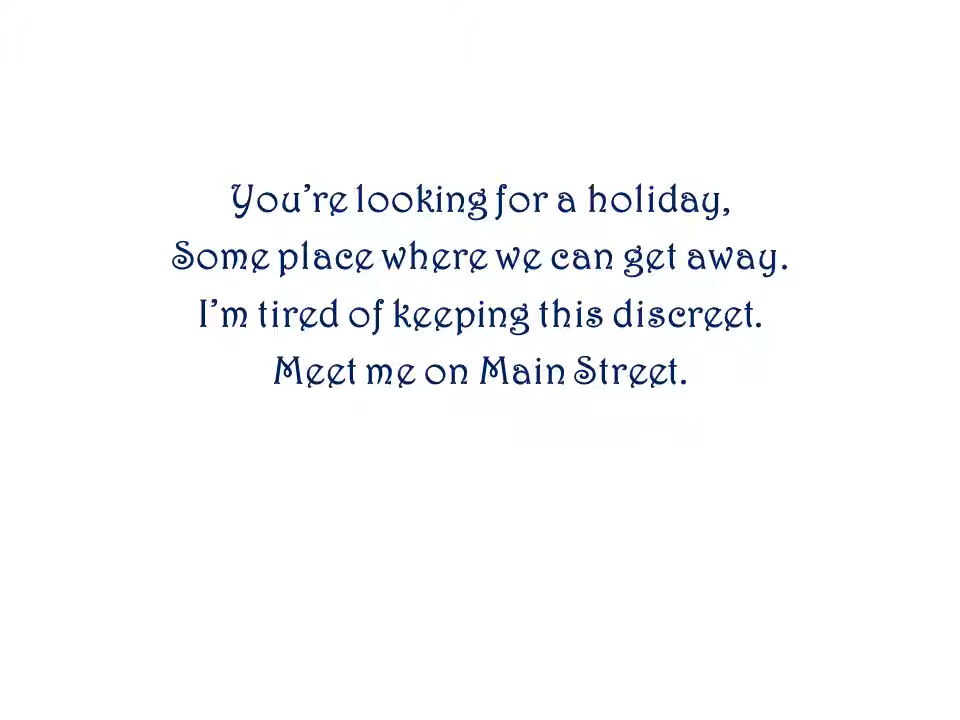 You’re looking for a holiday,
Some place where we can get away.
I’m tired of keeping this discreet.
Meet me on Main Street.